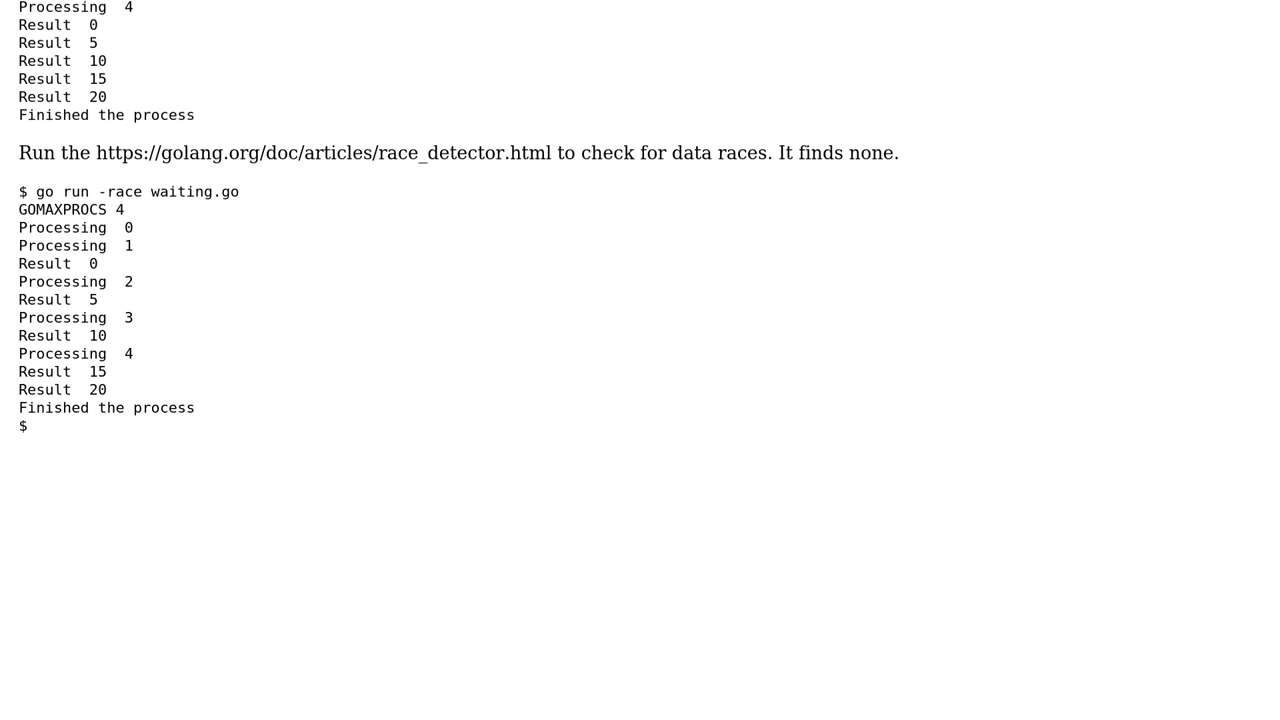 Processing  4
Result  0
Result  5
Result  10
Result  15
Result  20
Finished the process
Run the https://golang.org/doc/articles/race_detector.html to check for data races. It finds none.
$ go run -race waiting.go
GOMAXPROCS 4
Processing  0
Processing  1
Result  0
Processing  2
Result  5
Processing  3
Result  10
Processing  4
Result  15
Result  20
Finished the process
$